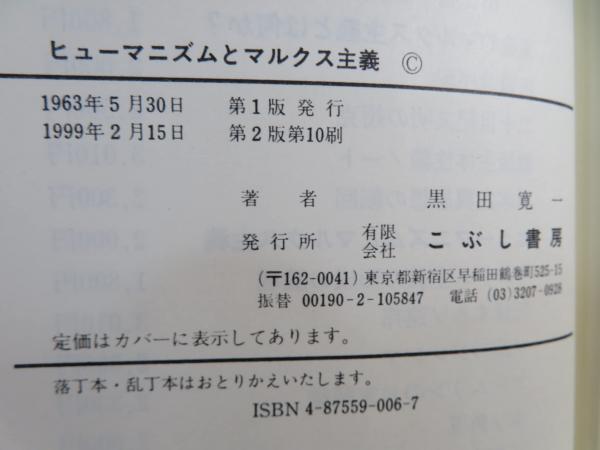 ヒューマニズムとマルクス主義 ©
1963年5月30日 第1版発行
1999年2月15日 第2版第10刷
著者 黒田寛一
発行所 有限会社 こぶし書房
(〒162-0041) 東京都新宿区早稲田鶴巻町525-15
振替 00190-2-105847 電話 (03)3207-0928
定価はカバーに表示してあります。
落丁本・乱丁本はおとりかえいたします。
ISBN 4-87559-006-7